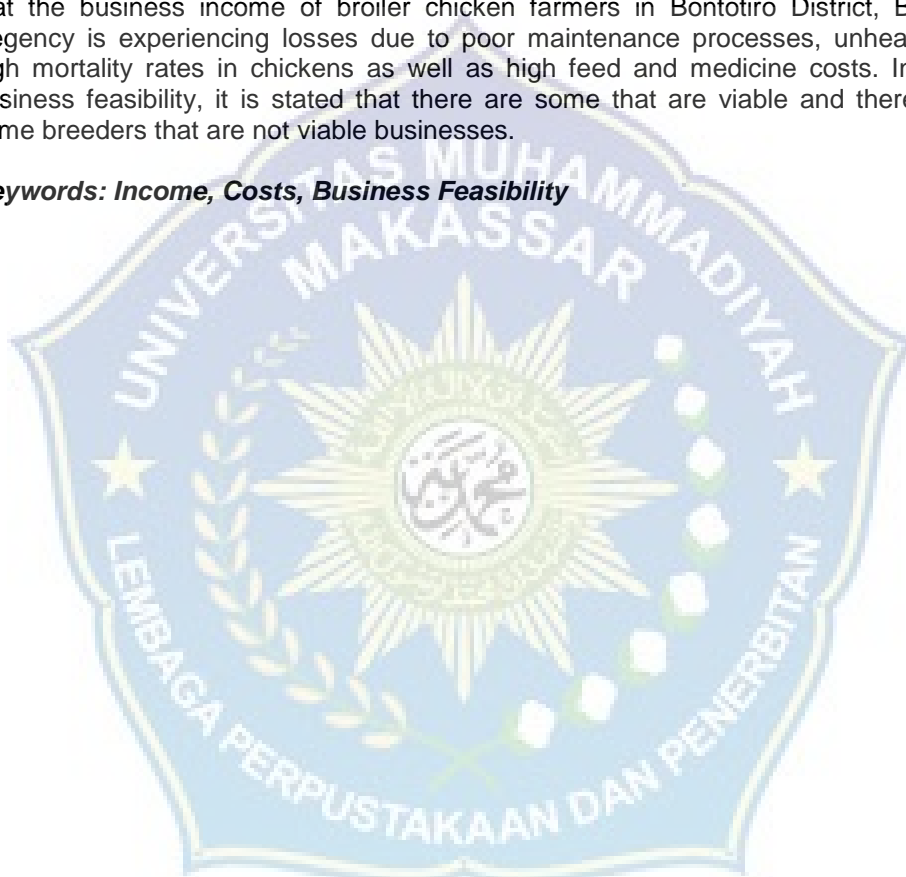 at the business income of broiler chicken farmers in Bontotiro District, B
egency is experiencing losses due to poor maintenance processes, unhea
gh mortality rates in chickens as well as high feed and medicine costs. In
usiness feasibility, it is stated that there are some that are viable and there
me breeders that are not viable businesses.
eywords: Income, Costs, Business Feasibility
UNIVERSITAS MUHAMMADIYAH
MAKASSAR
LEMBAGA PERPUSTAKAAN DAN PENERBITAN